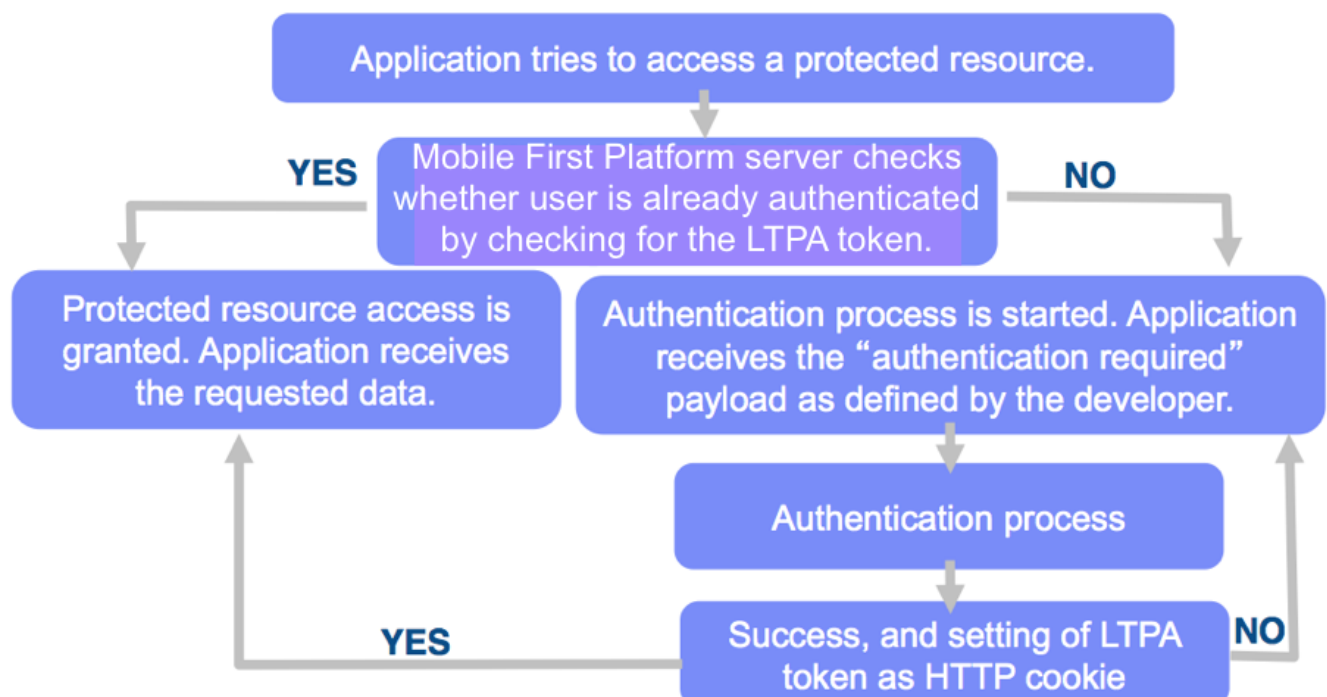 Application tries to access a protected resource.
YES
Mobile First Platform server checks
whether user is already authenticated
by checking for the LTPA token.
NO
Protected resource access is
granted. Application receives
the requested data.
Authentication process is started. Application
receives the “authentication required”
payload as defined by the developer.
Authentication process
YES
Success, and setting of LTPA
token as HTTP cookie
NO